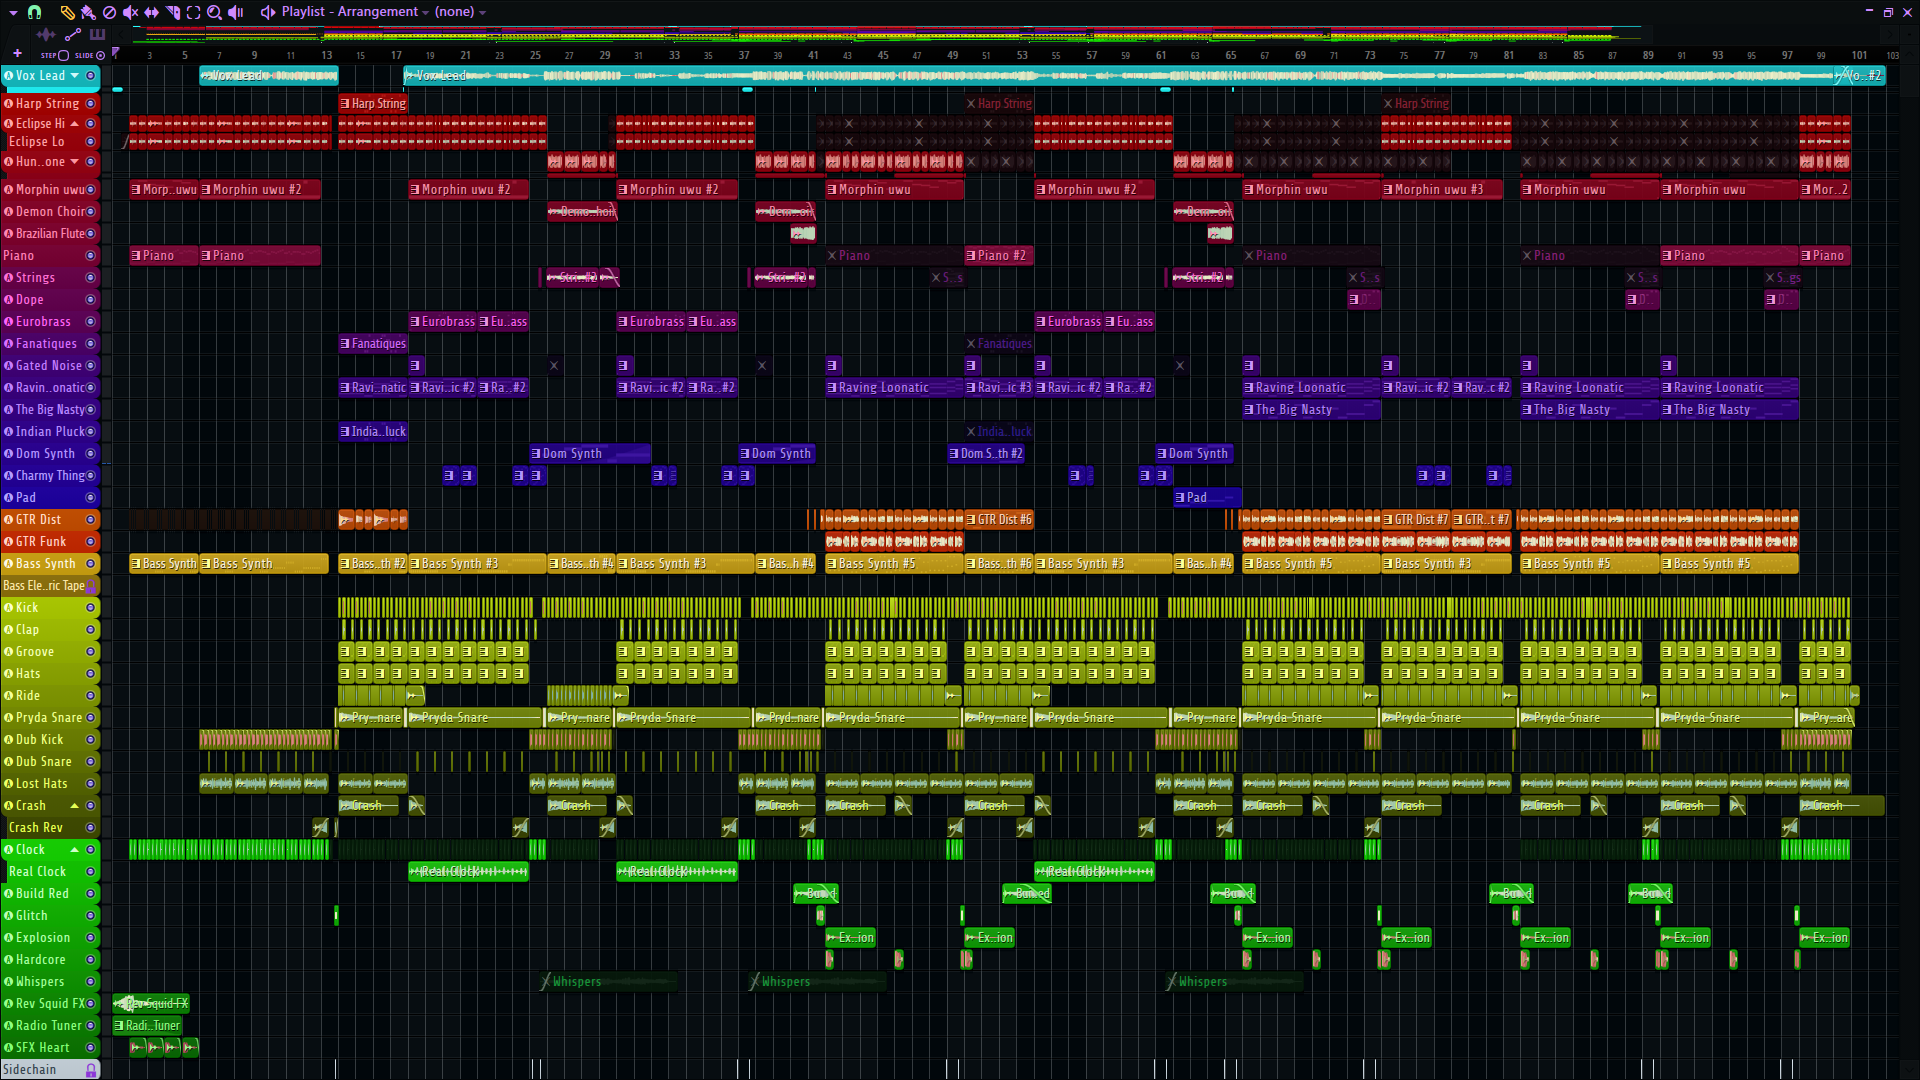 Playlist - Arrangement (none)
STEP SLIDE 3 5 7 9 11 13 15 17 19 21 23 25 27 29 31 33 35 37 39 41 43 45 47 49 51 53 55 57 59 61 63 65 67 69 71 73 75 77 79 81 83 85 87 89 91 93 95 97 99 101 103
Vox Lead Vox Lead Vox Lead Vo..#2
Harp String Harp String Harp String Harp String
Eclipse Hi
Eclipse Lo
Hun..one
Morphin uwu Morp..uwu Morphin uwu #2 Morphin uwu #2 Morphin uwu #2 Morphin uwu Morphin uwu #2 Morphin uwu Morphin uwu #3 Morphin uwu Morphin uwu Mor..2
Demon Choir Demo..hoir Dem..oir Dem..oir
Brazilian Flute
Piano Piano Piano Piano Piano #2 Piano Piano Piano Piano
Strings Stri..#2 Stri..#2 S..s Stri..#2 S..s S..s S..gs
Dope D.. D.. D..
Eurobrass Eurobrass Eu..ass Eurobrass Eu..ass Eurobrass Eu..ass
Fanatiques Fanatiques Fanatiques
Gated Noise
Ravin..onatic Ravi..natic Ravi..ic #2 Ra..#2 Ravi..ic #2 Ra..#2 Raving Loonatic Ravi..ic #3 Ravi..ic #2 Ra..#2 Raving Loonatic Ravi..ic #2 Rav..c #2 Raving Loonatic Raving Loonatic
The Big Nasty The Big Nasty The Big Nasty The Big Nasty
Indian Pluck India..luck India..luck
Dom Synth Dom Synth Dom Synth Dom S..th #2 Dom Synth
Charmy Thing
Pad Pad
GTR Dist GTR Dist #6 GTR Dist #7 GTR..t #7
GTR Funk
Bass Synth Bass Synth Bass Synth Bass..th #2 Bass Synth #3 Bass..th #4 Bass Synth #3 Bas..h #4 Bass Synth #5 Bass..th #6 Bass Synth #3 Bas..h #4 Bass Synth #5 Bass Synth #3 Bass Synth #5 Bass Synth #5
Bass Ele..ric Tape
Kick
Clap
Groove
Hats
Ride
Pryda Snare Pry..nare Pryda Snare Pry..nare Pryda Snare Pry..nare Pryda Snare Pry..nare Pryda Snare Pry..nare Pryda Snare Pryda Snare Pryda Snare Pryda Snare Pry..are
Dub Kick
Dub Snare
Lost Hats
Crash Crash Crash Crash Crash Crash Crash Crash Crash Crash Crash Crash
Crash Rev
Clock
Real Clock Real Clock Real Clock Real Clock
Build Red Bui..d Buil..ed Bui..d Bui..d Bui..d
Glitch
Explosion Ex..ion Ex..ion Ex..ion Ex..ion Ex..ion Ex..ion Ex..ion
Hardcore
Whispers Whispers Whispers Whispers
Rev Squid FX Rev Squid FX
Radio Tuner Radi..Tuner
SFX Heart
Sidechain